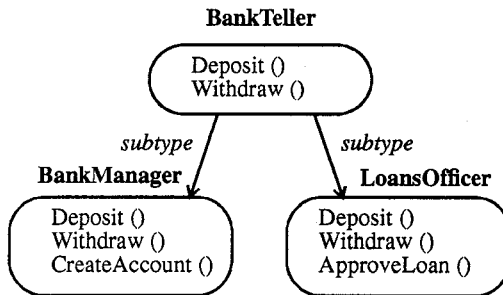 BankTeller
Deposit ()
Withdraw ()
subtype
subtype
BankManager
LoansOfficer
Deposit ()
Withdraw ()
CreateAccount ()
Deposit ()
Withdraw ()
ApproveLoan ()